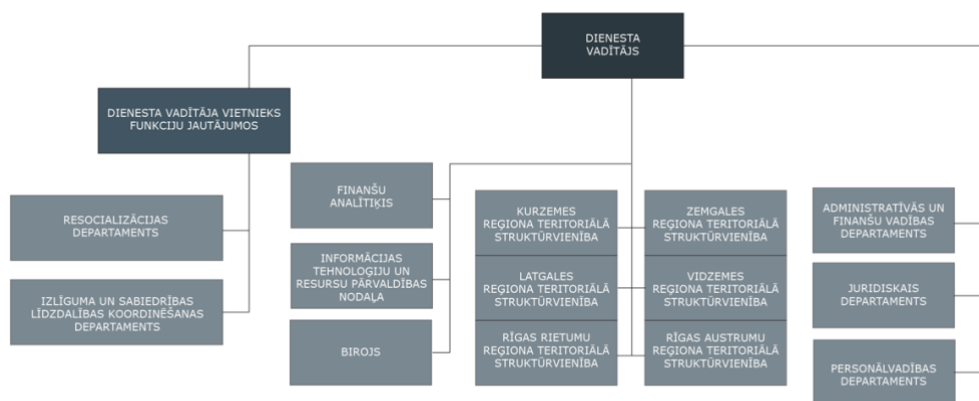 DIENESTA
VADĪTĀJS
DIENESTA VADĪTĀJA VIETNIEKS
FUNKCIJU JAUTĀJUMOS
RESOCIALIZĀCIJAS
DEPARTAMENTS
IZLĪGUMA UN SABIEDRĪBAS
LĪDZDALĪBAS KOORDINĒŠANAS
DEPARTAMENTS
FINANŠU
ANALĪTIĶIS
INFORMĀCIJAS
TEHNOLOĢIJU UN
RESURSU PĀRVALDĪBAS
NODAĻA
BIROJS
KURZEMES
REĢIONA TERITORIĀLĀ
STRUKTŪRVIENĪBA
ZEMGALES
REĢIONA TERITORIĀLĀ
STRUKTŪRVIENĪBA
LATGALES
REĢIONA TERITORIĀLĀ
STRUKTŪRVIENĪBA
VIDZEMES
REĢIONA TERITORIĀLĀ
STRUKTŪRVIENĪBA
RĪGAS RIETUMU
REĢIONA TERITORIĀLĀ
STRUKTŪRVIENĪBA
RĪGAS AUSTRUMU
REĢIONA TERITORIĀLĀ
STRUKTŪRVIENĪBA
ADMINISTRATĪVĀS UN
FINANŠU VADĪBAS
DEPARTAMENTS
JURIDISKAIS
DEPARTAMENTS
PERSONĀLVADĪBAS
DEPARTAMENTS